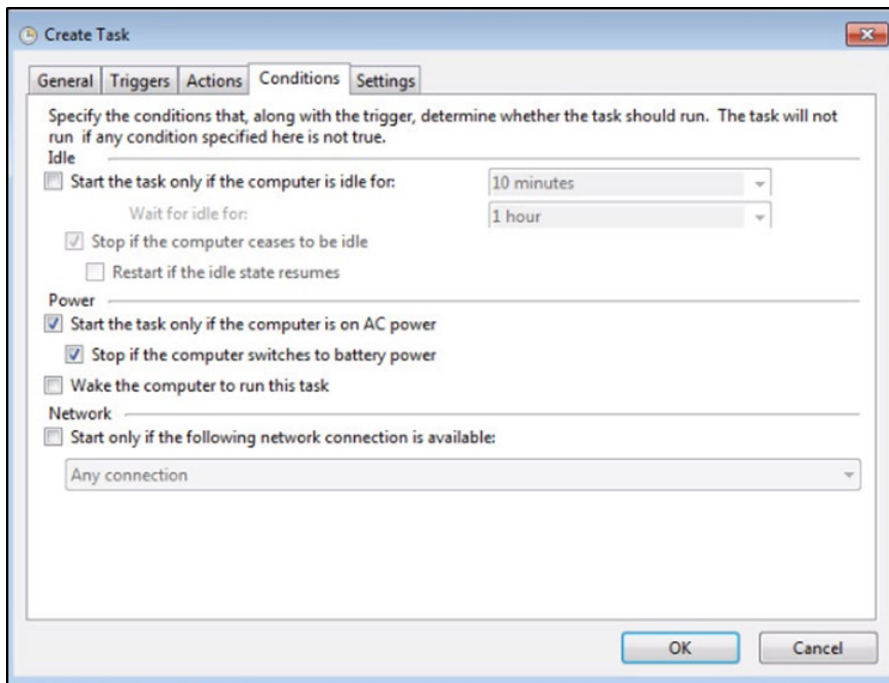 Create Task
General Triggers Actions Conditions Settings
Specify the conditions that, along with the trigger, determine whether the task should run. The task will not
run if any condition specified here is not true.
Idle
Start the task only if the computer is idle for: 10 minutes
Wait for idle for: 1 hour
Stop if the computer ceases to be idle
Restart if the idle state resumes
Power
Start the task only if the computer is on AC power
Stop if the computer switches to battery power
Wake the computer to run this task
Network
Start only if the following network connection is available:
Any connection
OK Cancel